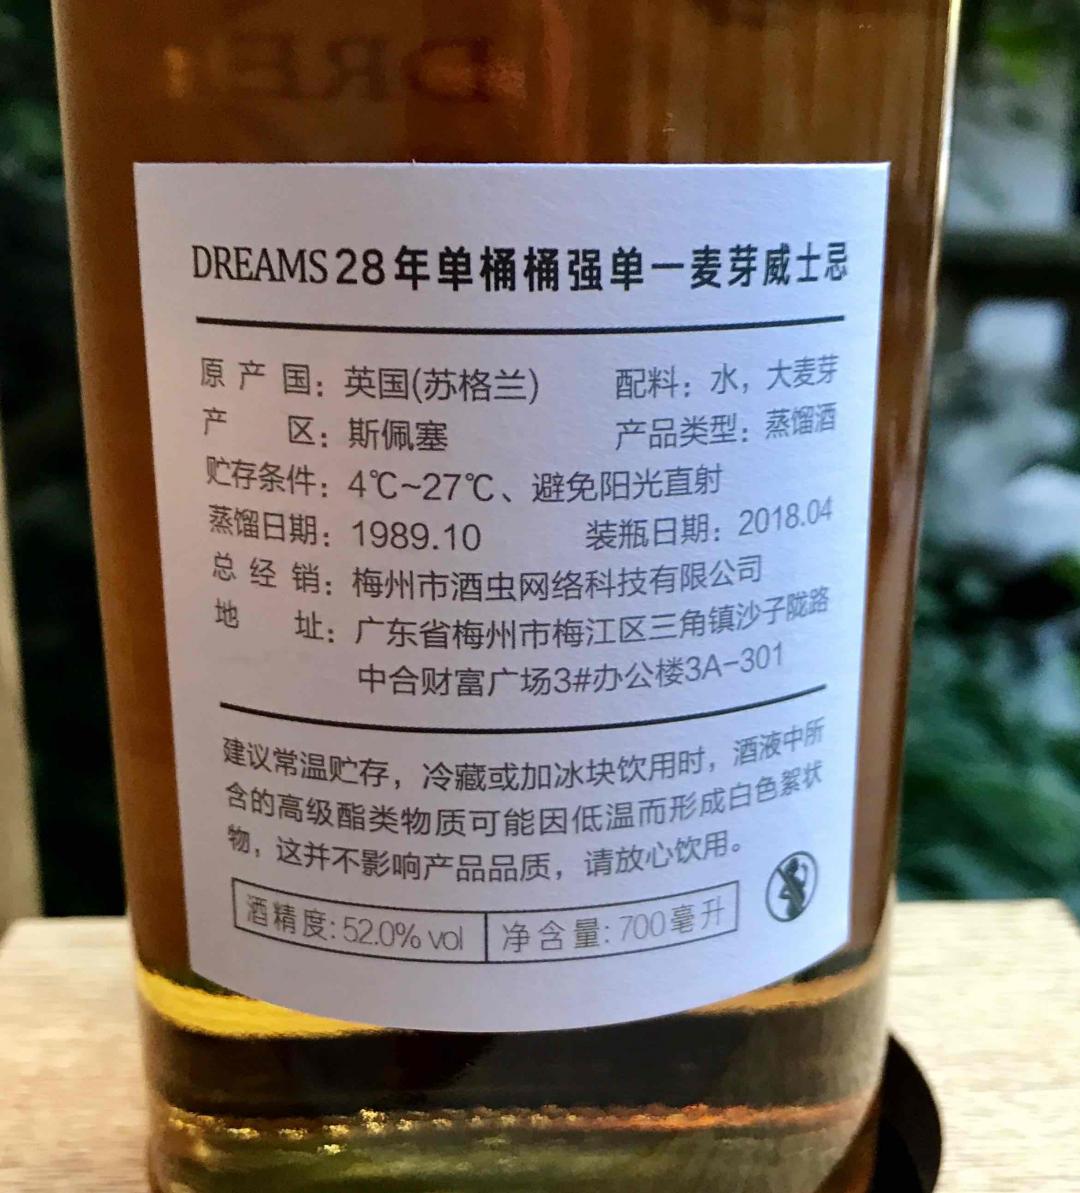 DRE
DREAMS 28年单桶桶强单一麦芽威士忌
原产国：英国(苏格兰) 配料：水，大麦芽
产区：斯佩塞 产品类型：蒸馏酒
贮存条件：4℃~27℃、避免阳光直射
蒸馏日期：1989.10 装瓶日期：2018.04
总经销：梅州市酒虫网络科技有限公司
地址：广东省梅州市梅江区三角镇沙子陇路
中合财富广场3#办公楼3A-301
建议常温贮存，冷藏或加冰块饮用时，酒液中所
含的高级酯类物质可能因低温而形成白色絮状
物，这并不影响产品品质，请放心饮用。
酒精度:52.0% vol 净含量:700毫升